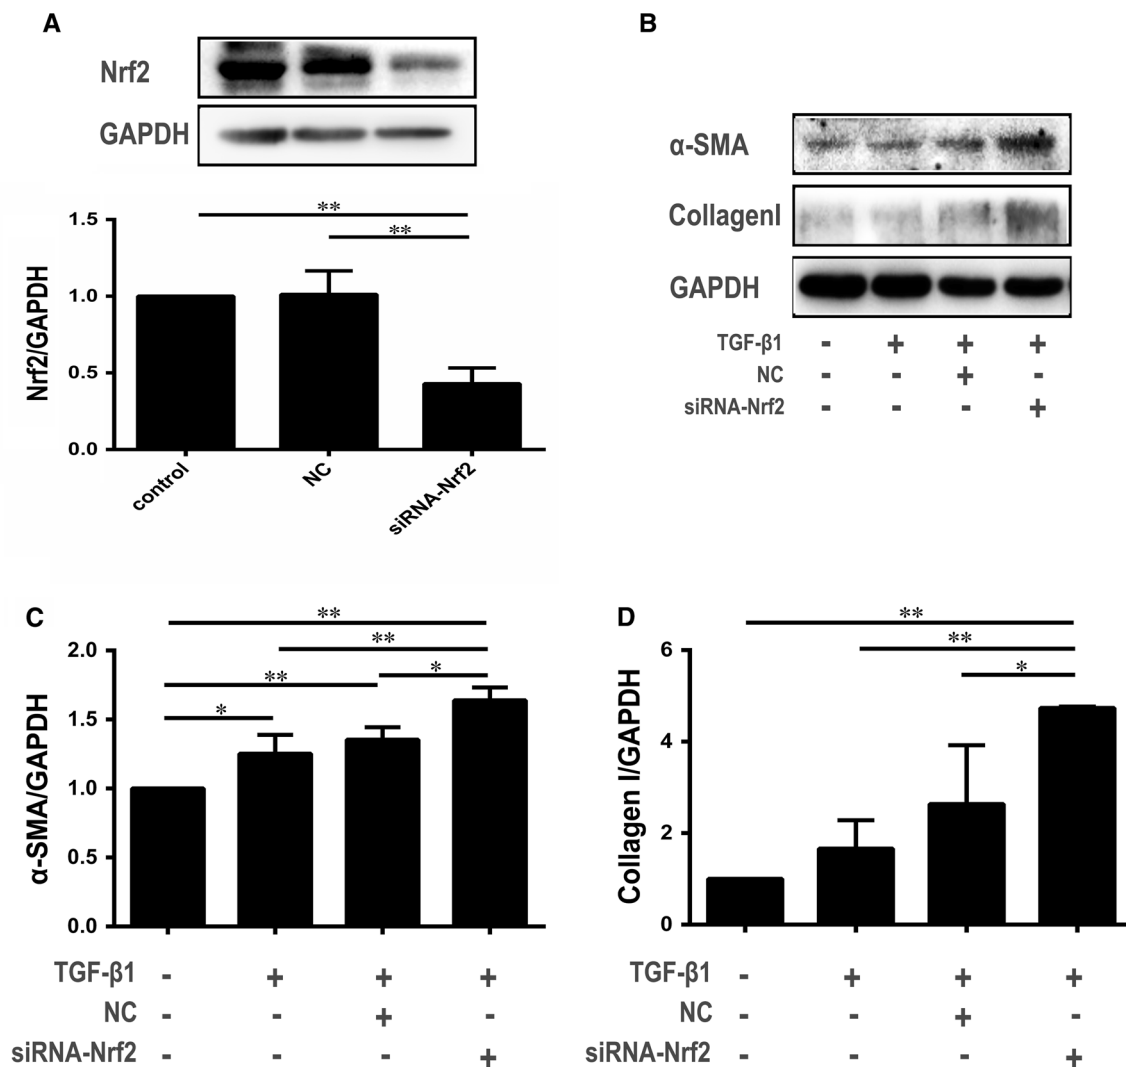 A
Nrf2
GAPDH
** 
**
1.5
1.0
0.5
0.0
Nrf2/GAPDH
control
NC
siRNA-Nrf2
B
α-SMA
CollagenI
GAPDH
TGF-β1 - + + +
NC - - + -
siRNA-Nrf2 - - - +
C
**
**
**
*
*
2.0
1.5
1.0
0.5
0.0
α-SMA/GAPDH
TGF-β1 - + + +
NC - - + -
siRNA-Nrf2 - - - +
D
**
**
*
6
4
2
0
Collagen I/GAPDH
TGF-β1 - + + +
NC - - + -
siRNA-Nrf2 - - - +